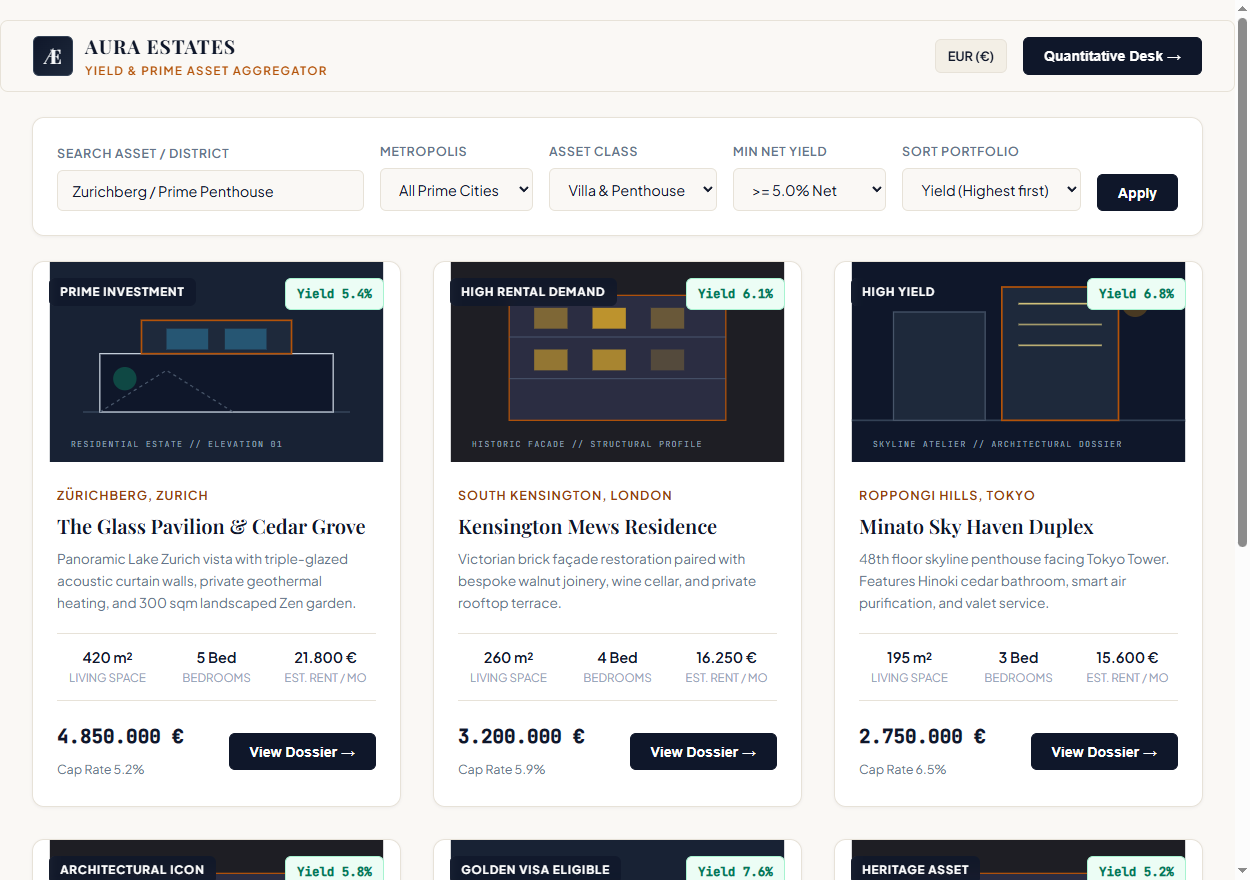 Æ
AURA ESTATES
YIELD & PRIME ASSET AGGREGATOR
EUR (€)
Quantitative Desk →
SEARCH ASSET / DISTRICT
Zurichberg / Prime Penthouse
METROPOLIS
All Prime Cities
ASSET CLASS
Villa & Penthouse
MIN NET YIELD
>= 5.0% Net
SORT PORTFOLIO
Yield (Highest first)
Apply
PRIME INVESTMENT
Yield 5.4%
RESIDENTIAL ESTATE // ELEVATION 01
ZÜRICHBERG, ZURICH
The Glass Pavilion & Cedar Grove
Panoramic Lake Zurich vista with triple-glazed
acoustic curtain walls, private geothermal
heating, and 300 sqm landscaped Zen garden.
420 m²
LIVING SPACE
5 Bed
BEDROOMS
21.800 €
EST. RENT / MO
4.850.000 €
Cap Rate 5.2%
View Dossier →
HIGH RENTAL DEMAND
Yield 6.1%
HISTORIC FACADE // STRUCTURAL PROFILE
SOUTH KENSINGTON, LONDON
Kensington Mews Residence
Victorian brick façade restoration paired with
bespoke walnut joinery, wine cellar, and private
rooftop terrace.
260 m²
LIVING SPACE
4 Bed
BEDROOMS
16.250 €
EST. RENT / MO
3.200.000 €
Cap Rate 5.9%
View Dossier →
HIGH YIELD
Yield 6.8%
SKYLINE ATELIER // ARCHITECTURAL DOSSIER
ROPPONGI HILLS, TOKYO
Minato Sky Haven Duplex
48th floor skyline penthouse facing Tokyo Tower.
Features Hinoki cedar bathroom, smart air
purification, and valet service.
195 m²
LIVING SPACE
3 Bed
BEDROOMS
15.600 €
EST. RENT / MO
2.750.000 €
Cap Rate 6.5%
View Dossier →
ARCHITECTURAL ICON
Yield 5.8%
GOLDEN VISA ELIGIBLE
Yield 7.6%
HERITAGE ASSET
Yield 5.2%